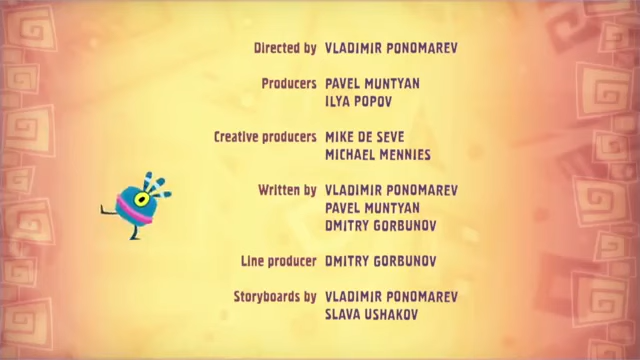 Directed by VLADIMIR PONOMAREV
Producers PAVEL MUNTYAN
ILYA POPOV
Creative producers MIKE DE SEVE
MICHAEL MENNIES
Written by VLADIMIR PONOMAREV
PAVEL MUNTYAN
DMITRY GORBUNOV
Line producer DMITRY GORBUNOV
Storyboards by VLADIMIR PONOMAREV
SLAVA USHAKOV